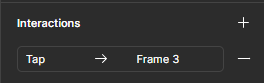 Interactions
Tap → Frame 3